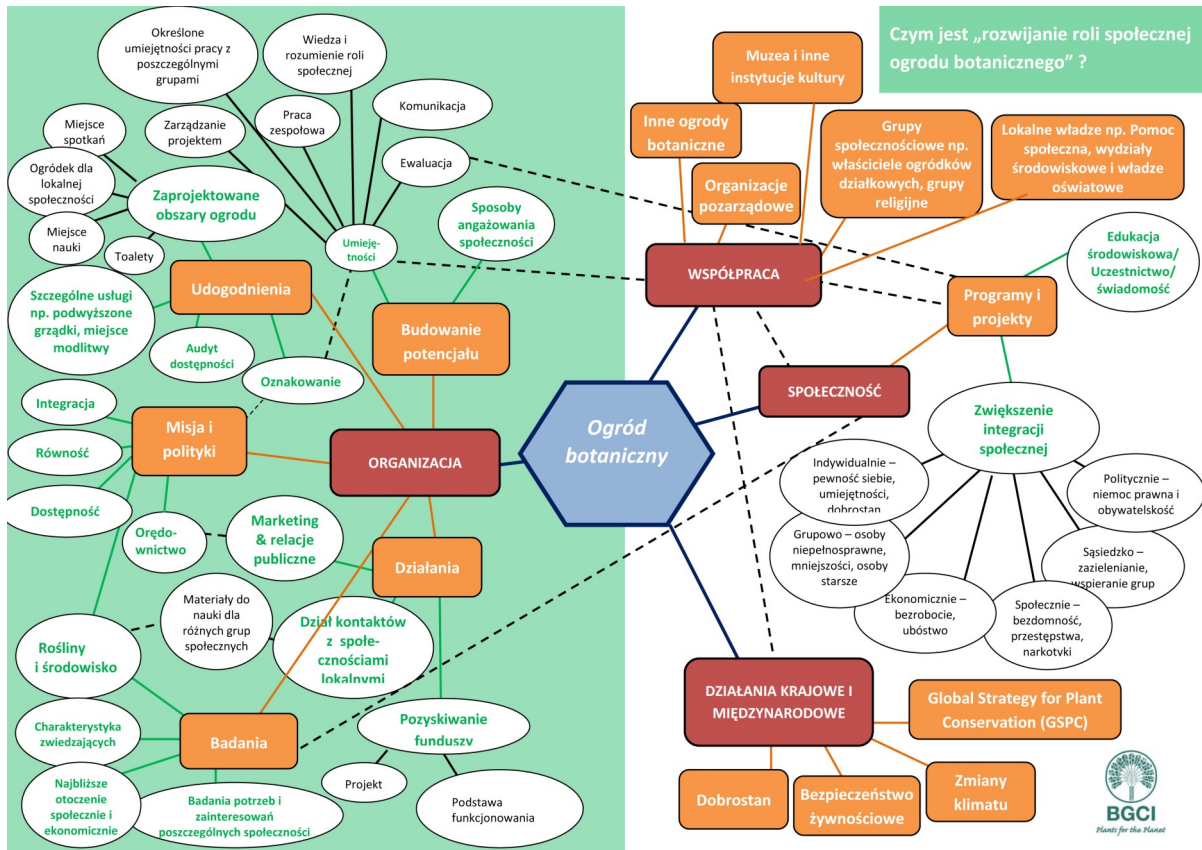 Czym jest „rozwijanie roli społecznej
ogrodu botanicznego” ?
Określone
umiejętności pracy z
poszczególnymi
grupami
Wiedza i
rozumienie roli
społecznej
Komunikacja
Praca
zespołowa
Zarządzanie
projektem
Ewaluacja
Miejsce
spotkań
Ogródek dla
lokalnej
społeczności
Miejsce
nauki
Toalety
Zaprojektowane
obszary ogrodu
Umieję-
tności
Sposoby
angażowania
społeczności
Szczególne usługi
np. podwyższone
grządki, miejsce
modlitwy
Udogodnienia
Audyt
dostępności
Oznakowanie
Budowanie
potencjału
Integracja
Równość
Dostępność
Misja i
polityki
Orędo-
wnictwo
ORGANIZACJA
Marketing
& relacje
publiczne
Działania
Materiały do
nauki dla
różnych grup
społecznych
Dział kontaktów
z społe-
cznościami
lokalnymi
Rośliny
i środowisko
Charakterystyka
zwiedzających
Badania
Najbliższe
otoczenie
społecznie i
ekonomicznie
Badania potrzeb i
zainteresowań
poszczególnych społeczności
Pozyskiwanie
funduszy
Projekt
Podstawa
funkcjonowania
Ogród
botaniczny
Muzea i inne
instytucje kultury
Inne ogrody
botaniczne
Organizacje
pozarządowe
Grupy
społecznościowe np.
właściciele ogródków
działkowych, grupy
religijne
Lokalne władze np. Pomoc
społeczna, wydziały
środowiskowe i władze
oświatowe
WSPÓŁPRACA
Edukacja
środowiskowa/
Uczestnictwo/
świadomość
Programy i
projekty
SPOŁECZNOŚĆ
Zwiększenie
integracji
społecznej
Indywidualnie –
pewność siebie,
umiejętności,
dobrostan
Grupowo – osoby
niepełnosprawne,
mniejszości, osoby
starsze
Ekonomicznie –
bezrobocie,
ubóstwo
Społecznie –
bezdomność,
przestępstwa,
narkotyki
Sąsiedzko –
zazielenianie,
wspieranie grup
Politycznie –
niemoc prawna i
obywatelskość
DZIAŁANIA KRAJOWE I
MIĘDZYNARODOWE
Global Strategy for Plant
Conservation (GSPC)
Dobrostan
Bezpieczeństwo
żywnościowe
Zmiany
klimatu
BGCI
Plants for the Planet